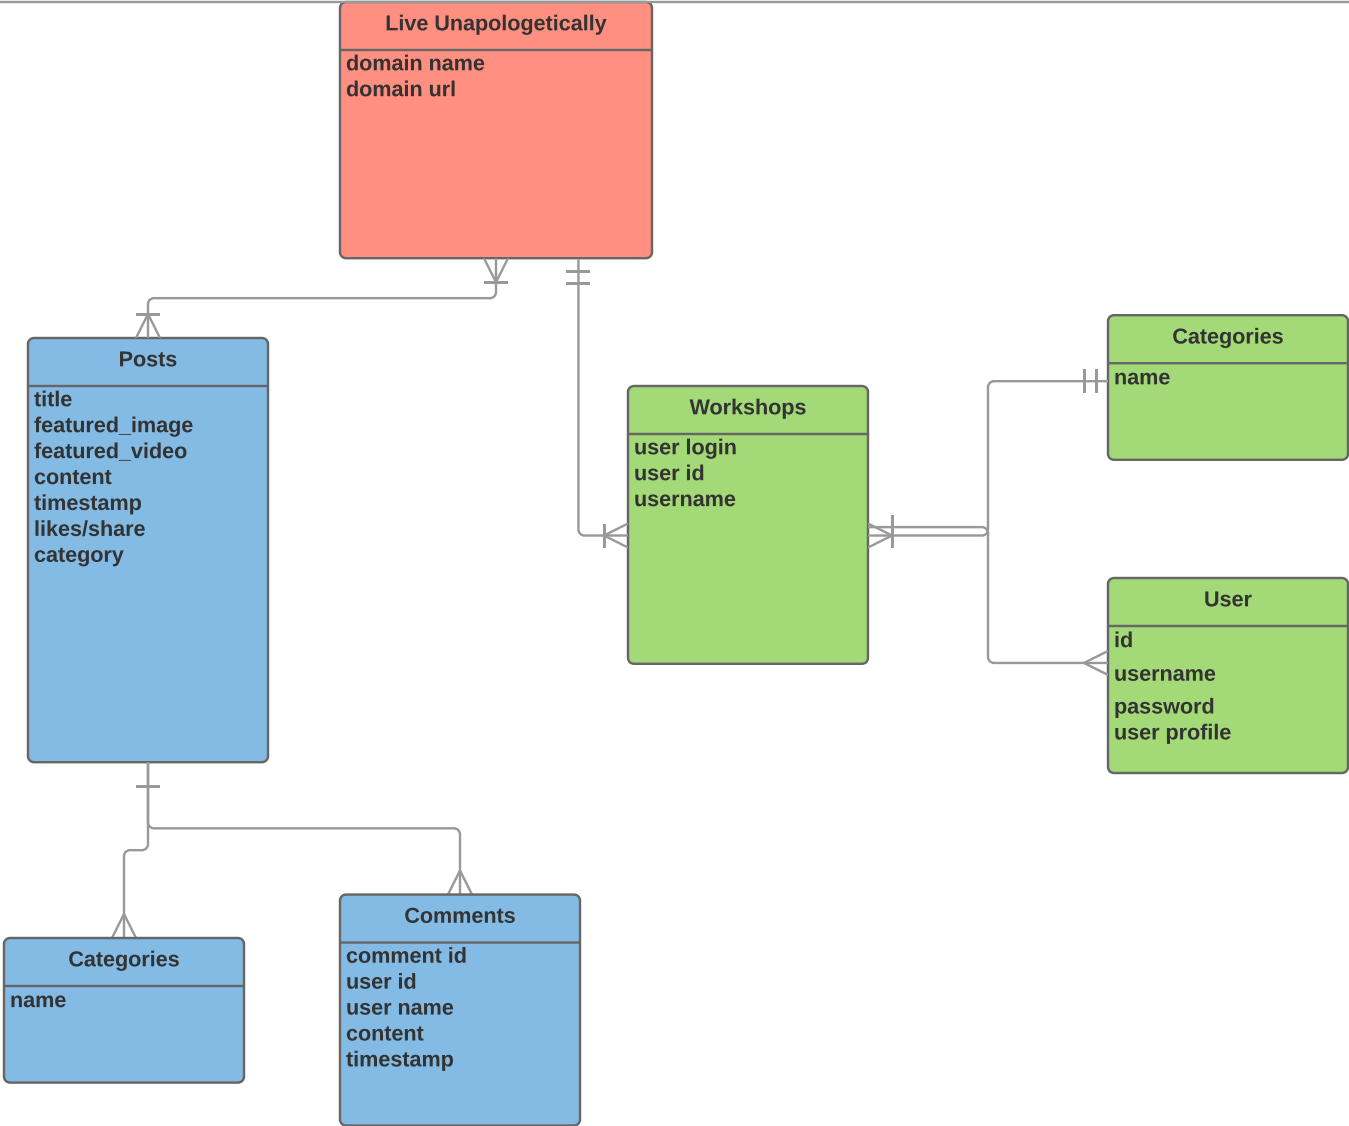 Live Unapologetically
domain name
domain url
Posts
title
featured_image
featured_video
content
timestamp
likes/share
category
Workshops
user login
user id
username
Categories
name
User
id
username
password
user profile
Categories
name
Comments
comment id
user id
user name
content
timestamp